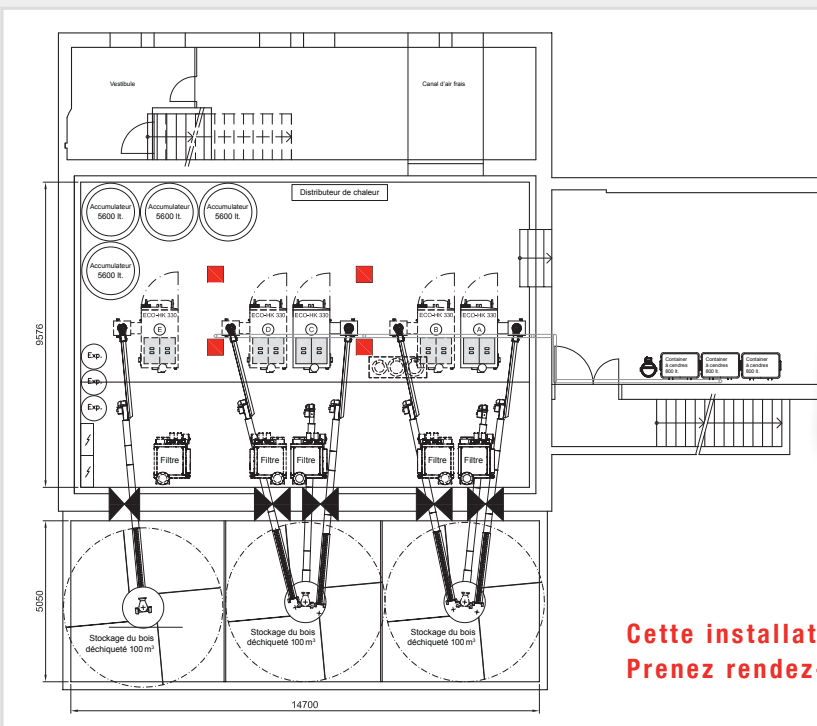 Vestibule
Canal d'air frais
Distributeur de chaleur
Accumulateur
5600 lt.
Accumulateur
5600 lt.
Accumulateur
5600 lt.
Accumulateur
5600 lt.
ECO-HK 330
E
ECO-HK 330
D
ECO-HK 330
C
ECO-HK 330
B
ECO-HK 330
A
9576
Exp.
Exp.
Exp.
Container
à cendres
800 lt.
Container
à cendres
800 lt.
Container
à cendres
800 lt.
Filtre
Filtre
Filtre
Filtre
Filtre
5050
Stockage du bois
déchiqueté 100 m³
Stockage du bois
déchiqueté 100 m³
Stockage du bois
déchiqueté 100 m³
14700
Cette installat
Prenez rendez-